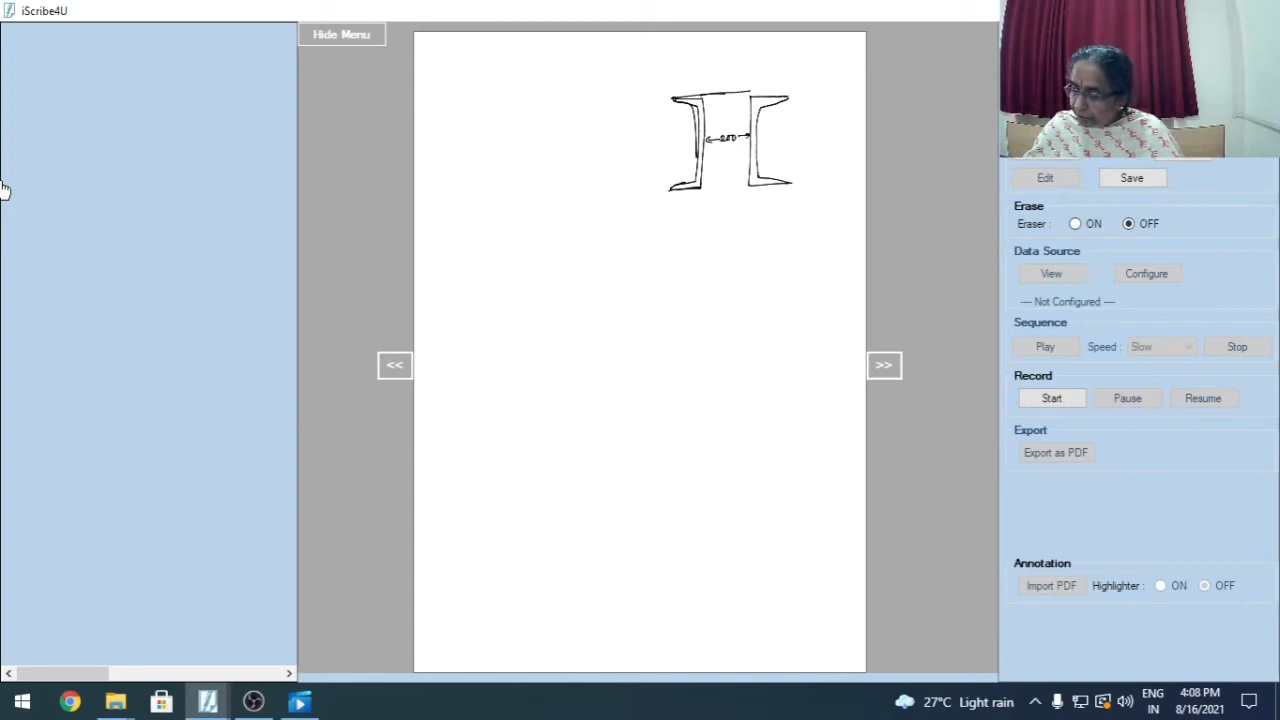 iScribe4U
Hide Menu
200
<<
>>
Edit
Save
Erase
Eraser :
ON
OFF
Data Source
View
Configure
--- Not Configured ---
Sequence
Play
Speed :
Slow
Stop
Record
Start
Pause
Resume
Export
Export as PDF
Annotation
Import PDF
Highlighter :
ON
OFF
27°C Light rain
ENG
IN
4:08 PM
8/16/2021